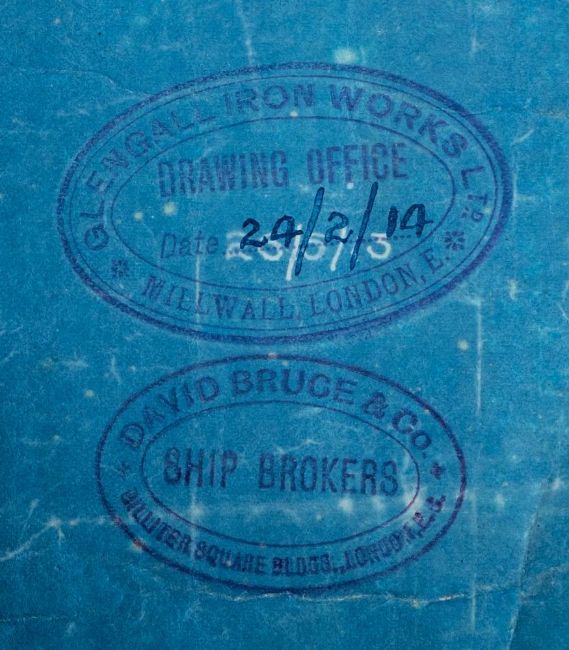 GLENGALL IRON WORKS LTD.
DRAWING OFFICE
Date 24/2/14
MILLWALL, LONDON, E.
DAVID BRUCE & Co.
SHIP BROKERS
BILLITER SQUARE BLDGS., LONDON, E.C.